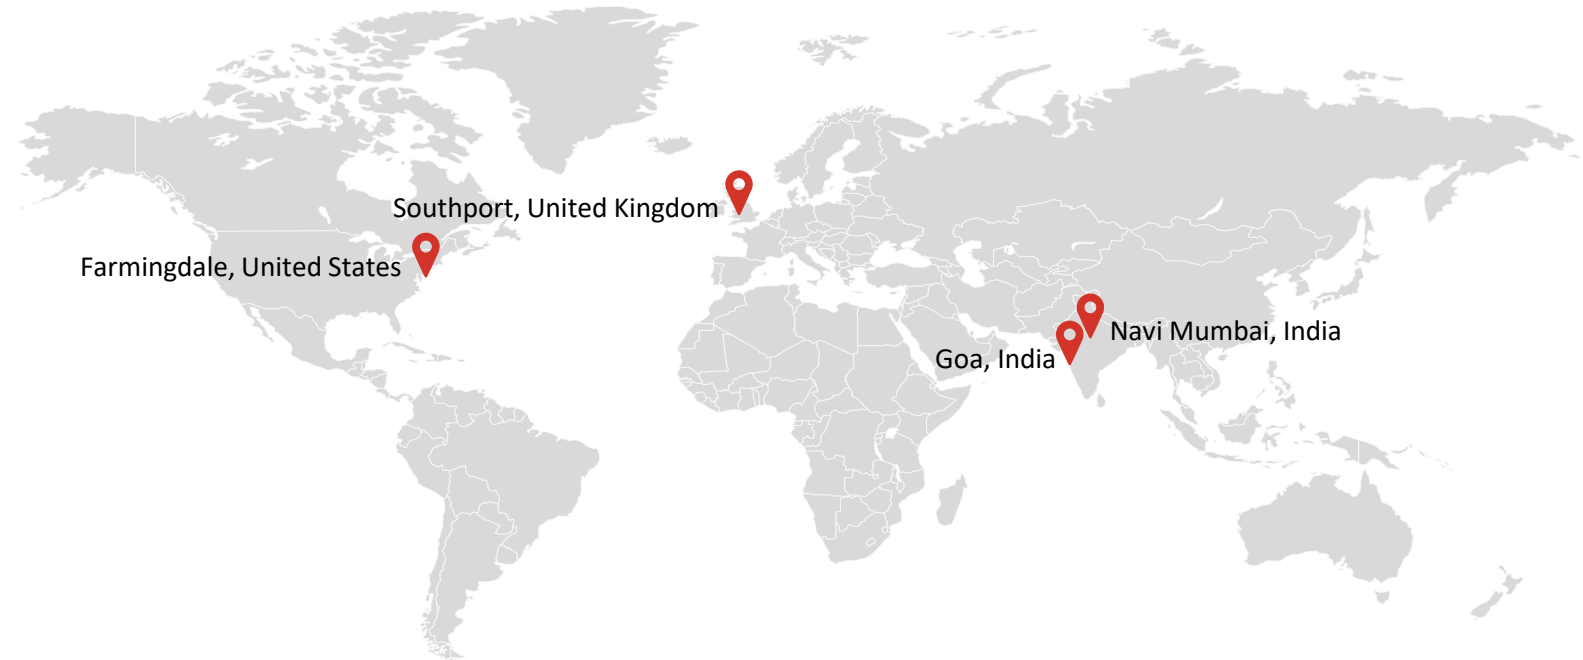 Southport, United Kingdom
Farmingdale, United States
Navi Mumbai, India
Goa, India